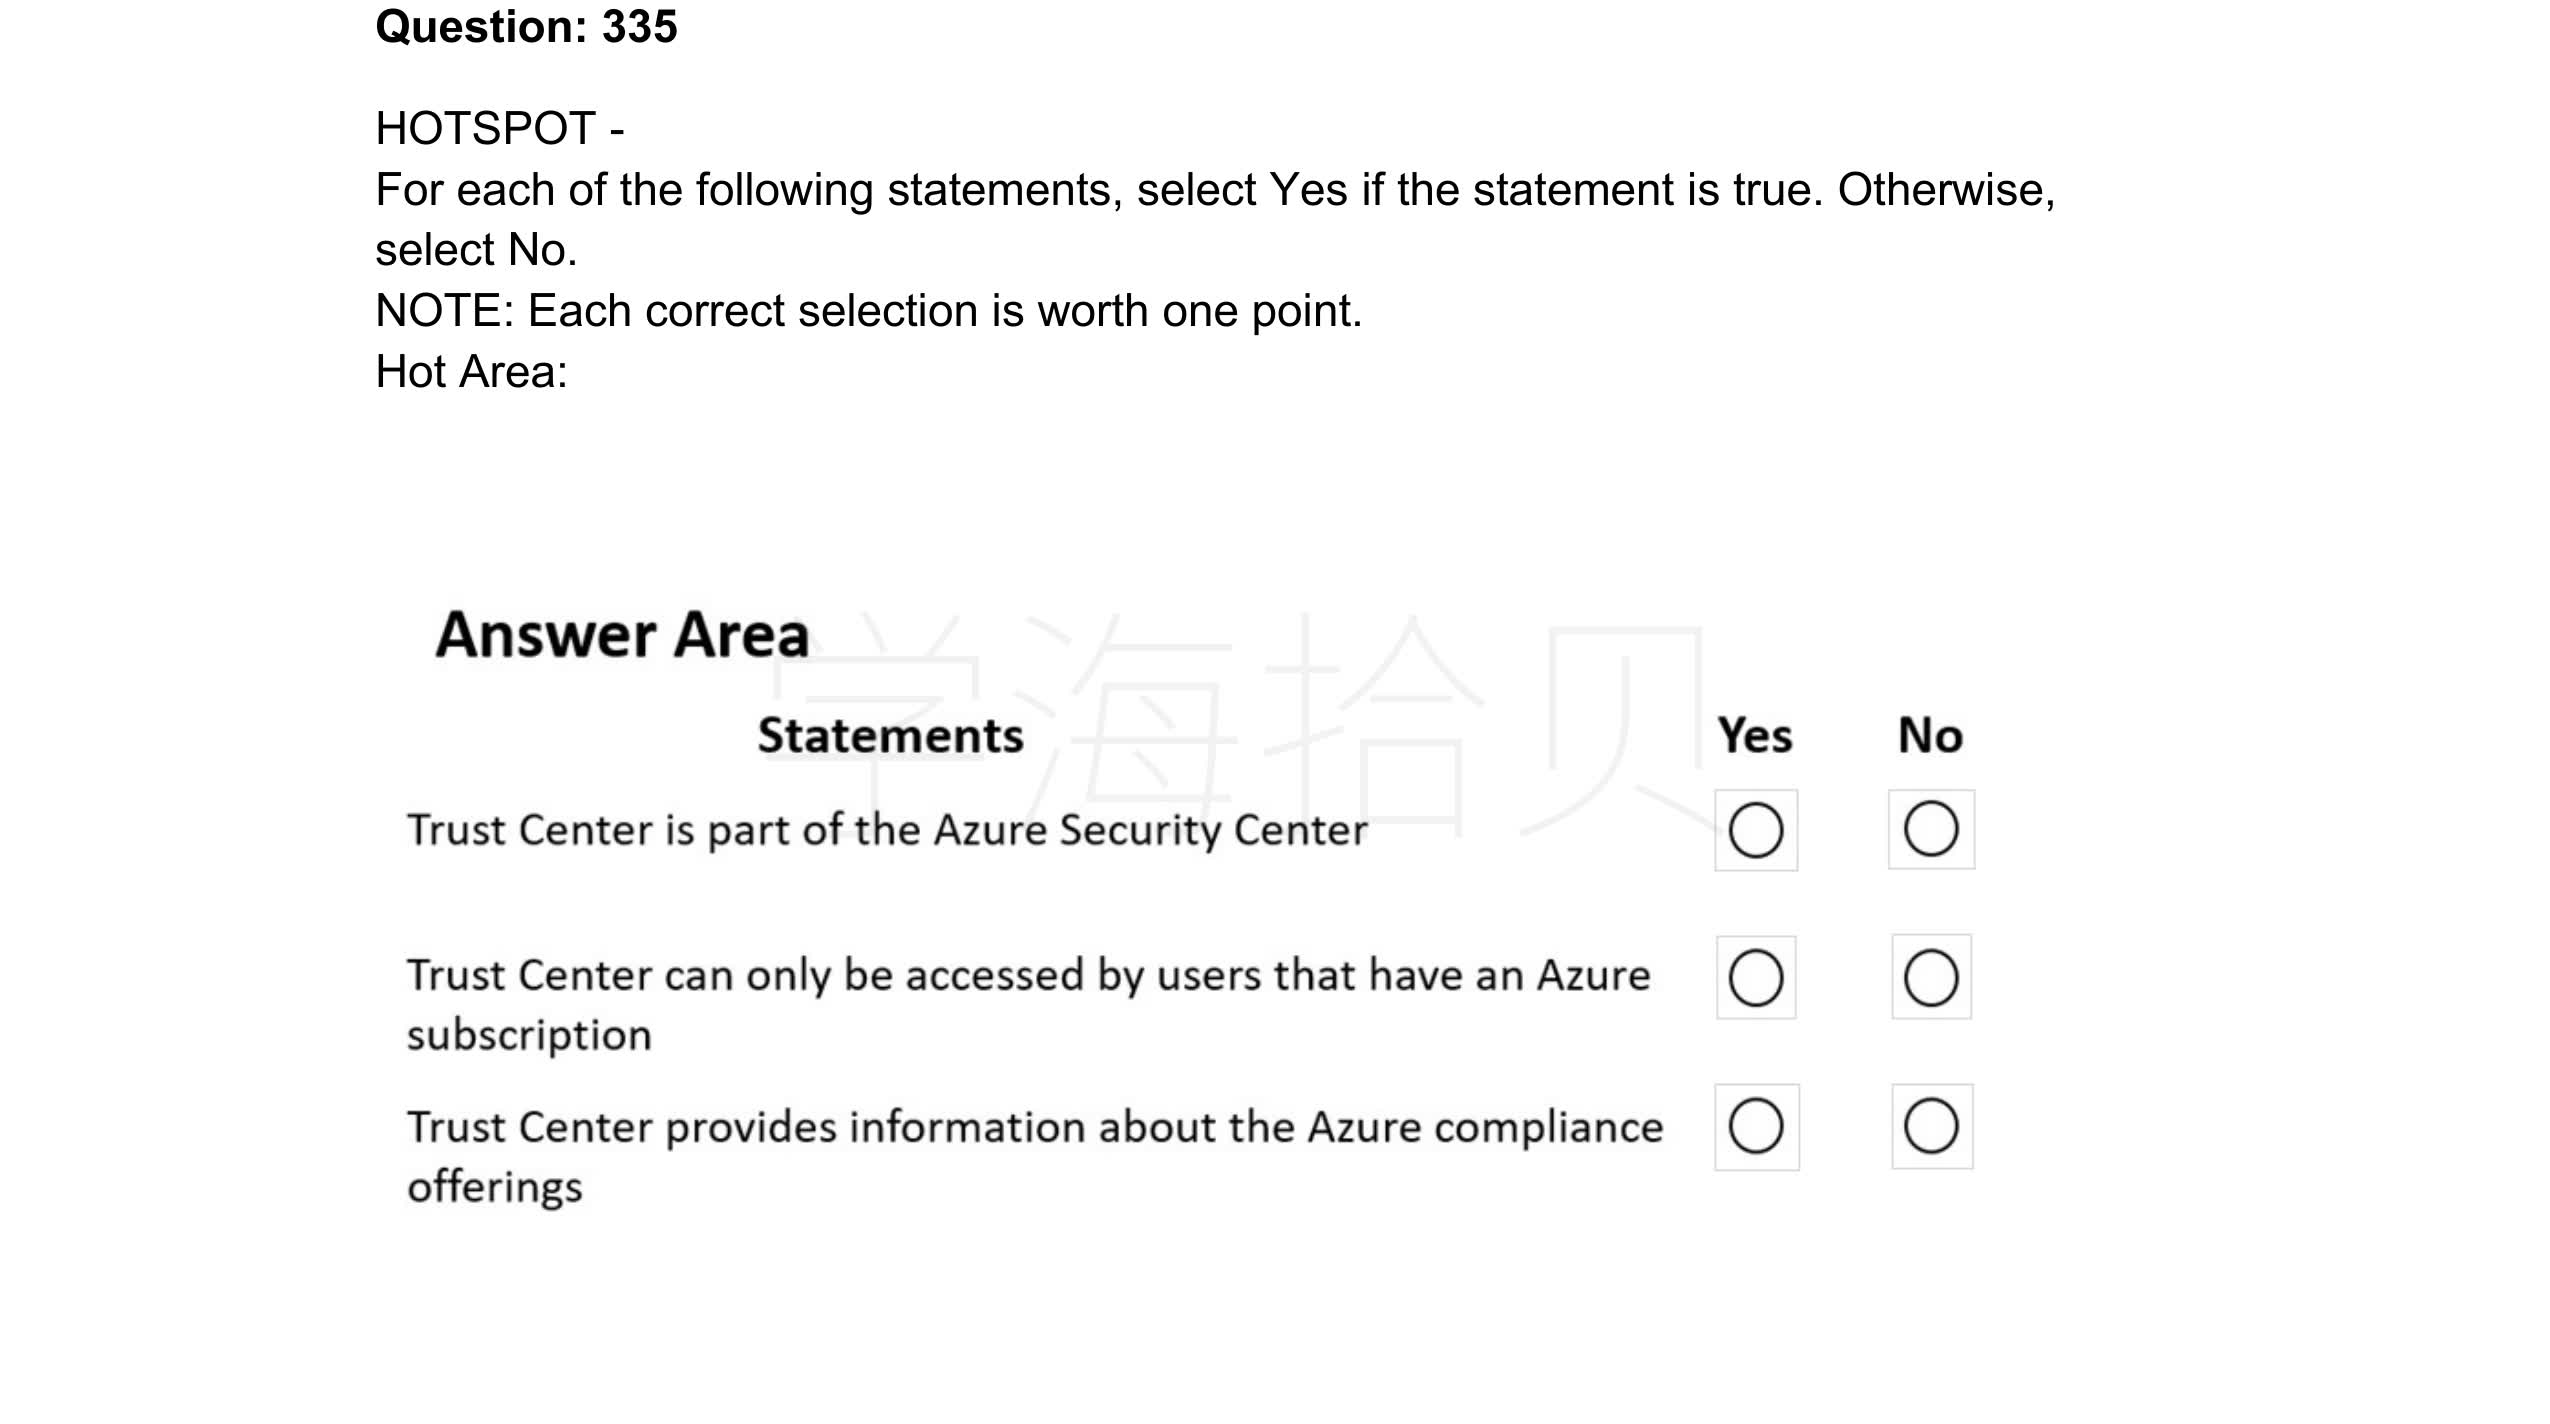 Question: 335
HOTSPOT -
For each of the following statements, select Yes if the statement is true. Otherwise,
select No.
NOTE: Each correct selection is worth one point.
Hot Area:
学海拾贝
Answer Area
Statements Yes No
Trust Center is part of the Azure Security Center
Trust Center can only be accessed by users that have an Azure
subscription
Trust Center provides information about the Azure compliance
offerings